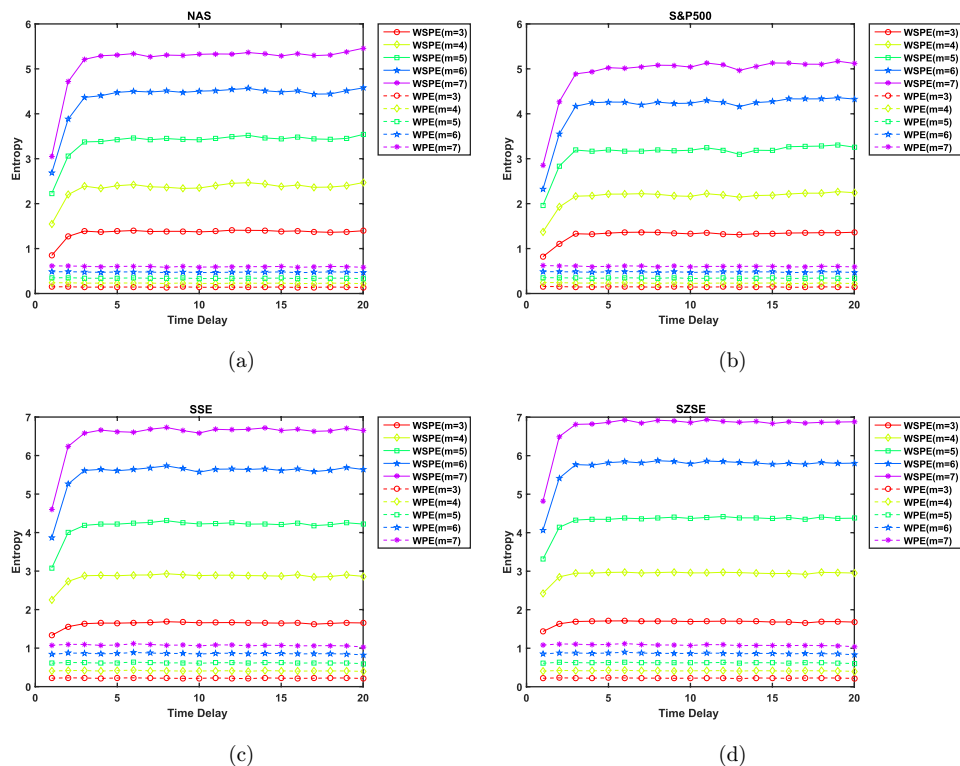 NAS
6
5
4
3
2
1
0
Entropy
0
5
10
15
20
Time Delay
WSPE(m=3)
WSPE(m=4)
WSPE(m=5)
WSPE(m=6)
WSPE(m=7)
WPE(m=3)
WPE(m=4)
WPE(m=5)
WPE(m=6)
WPE(m=7)
(a)
S&P500
6
5
4
3
2
1
0
Entropy
0
5
10
15
20
Time Delay
WSPE(m=3)
WSPE(m=4)
WSPE(m=5)
WSPE(m=6)
WSPE(m=7)
WPE(m=3)
WPE(m=4)
WPE(m=5)
WPE(m=6)
WPE(m=7)
(b)
SSE
7
6
5
4
3
2
1
0
Entropy
0
5
10
15
20
Time Delay
WSPE(m=3)
WSPE(m=4)
WSPE(m=5)
WSPE(m=6)
WSPE(m=7)
WPE(m=3)
WPE(m=4)
WPE(m=5)
WPE(m=6)
WPE(m=7)
(c)
SZSE
7
6
5
4
3
2
1
0
Entropy
0
5
10
15
20
Time Delay
WSPE(m=3)
WSPE(m=4)
WSPE(m=5)
WSPE(m=6)
WSPE(m=7)
WPE(m=3)
WPE(m=4)
WPE(m=5)
WPE(m=6)
WPE(m=7)
(d)